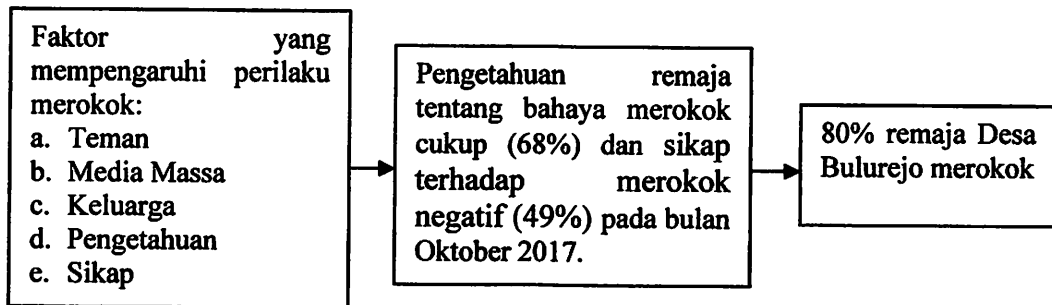 Faktor yang
mempengaruhi perilaku
merokok:
a. Teman
b. Media Massa
c. Keluarga
d. Pengetahuan
e. Sikap
Pengetahuan remaja
tentang bahaya merokok
cukup (68%) dan sikap
terhadap merokok
negatif (49%) pada bulan
Oktober 2017.
80% remaja Desa
Bulurejo merokok